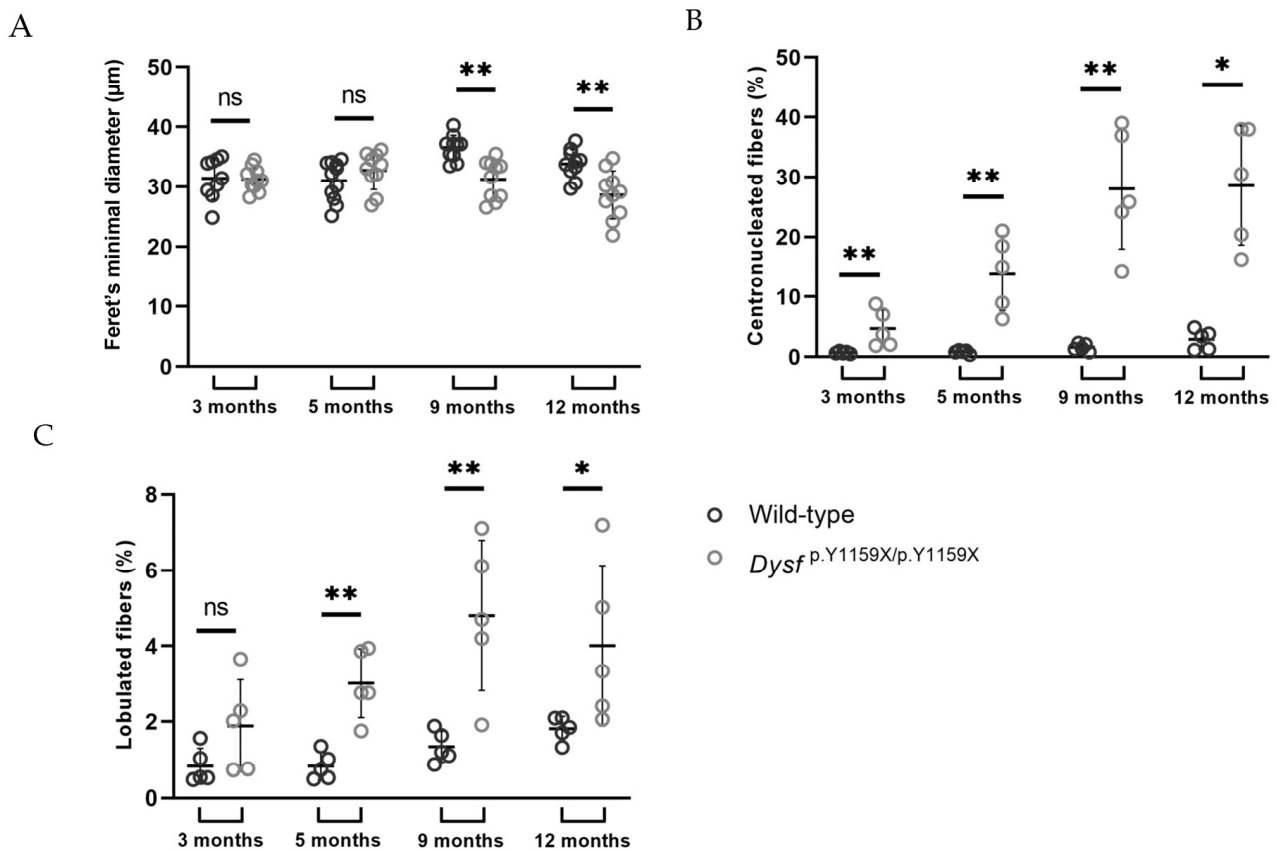 A
Feret's minimal diameter (µm)
50
40
30
20
10
0
ns
ns
**
**
3 months
5 months
9 months
12 months
B
Centronucleated fibers (%)
50
40
30
20
10
0
**
**
**
*
3 months
5 months
9 months
12 months
C
Lobulated fibers (%)
8
6
4
2
0
ns
**
**
*
3 months
5 months
9 months
12 months
Wild-type
Dysf p.Y1159X/p.Y1159X